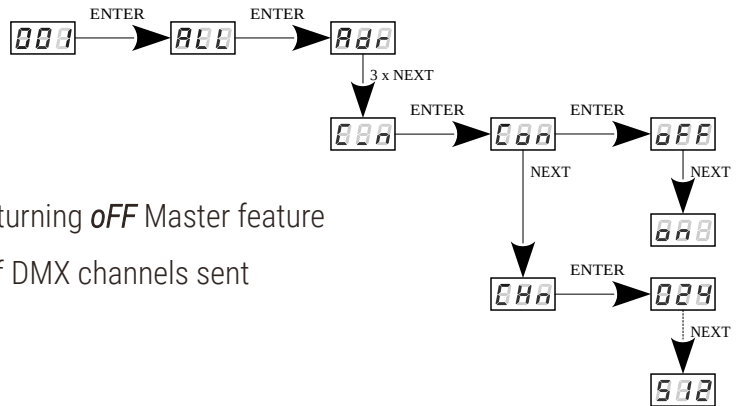 ENTER ENTER
001 ALL Adr
3 x NEXT
ENTER ENTER
C_n Con oFF
NEXT NEXT
turning oFF Master feature
on
f DMX channels sent
ENTER
CHn 024
NEXT
512